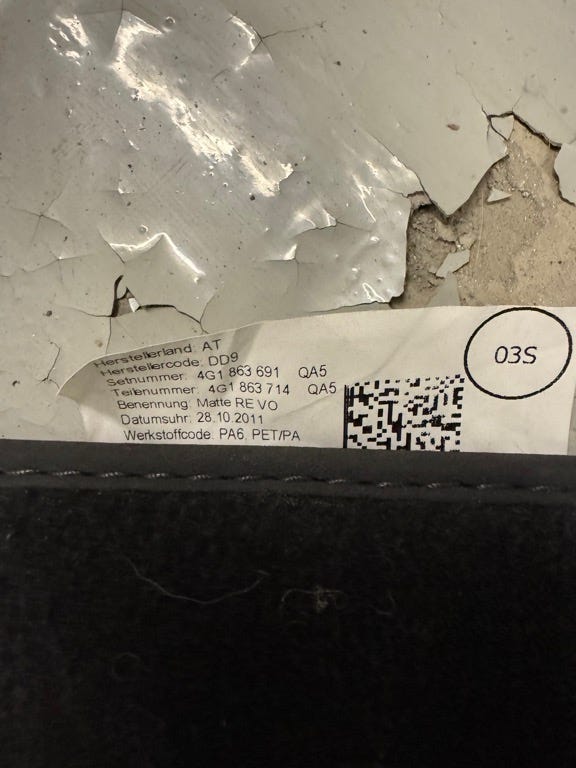 Herstellerland: AT
Herstellercode: DD9
Setnummer: 4G1 863 691 QA5
Teilenummer: 4G1 863 714 QA5
Benennung: Matte RE VO
Datumsuhr: 28.10.2011
Werkstoffcode: PA6, PET/PA
03S